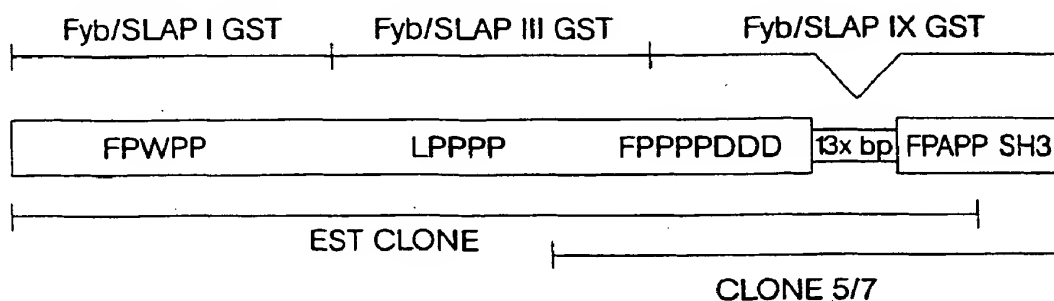 Fyb/SLAP I GST Fyb/SLAP III GST Fyb/SLAP IX GST
FPWPP LPPPP FPPPPDDD 13x bp FPAPP SH3
EST CLONE
CLONE 5/7